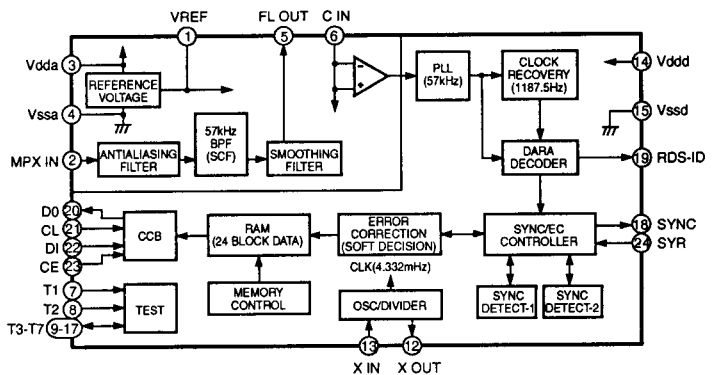 VREF
FL OUT
C IN
1
5
6
Vdda
3
REFERENCE
VOLTAGE
Vssa
4
MPX IN
2
ANTIALIASING
FILTER
57kHz
BPF
(SCF)
SMOOTHING
FILTER
-
+
PLL
(57kHz)
CLOCK
RECOVERY
(1187.5Hz)
14
Vddd
15
Vssd
DARA
DECODER
19
RDS-ID
D0
20
CL
21
DI
22
CE
23
CCB
RAM
(24 BLOCK DATA)
ERROR
CORRECTION
(SOFT DECISION)
SYNC/EC
CONTROLLER
18
SYNC
24
SYR
CLK(4.332mHz)
T1
7
T2
8
T3-T7
9-17
TEST
MEMORY
CONTROL
OSC/DIVIDER
SYNC
DETECT-1
SYNC
DETECT-2
13
12
X IN
X OUT